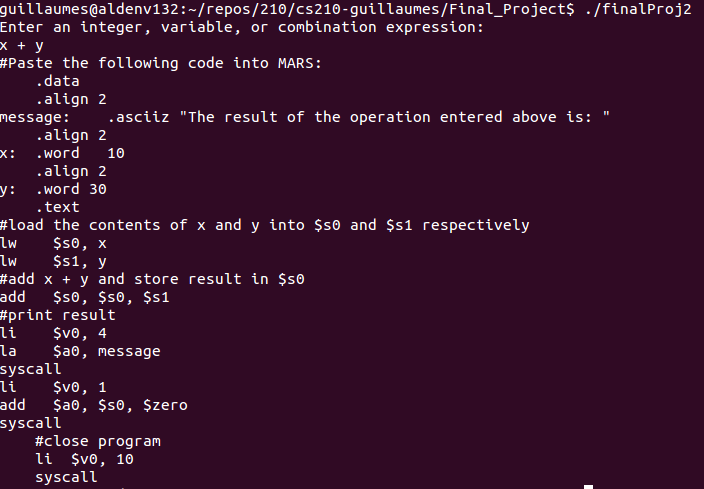 guillaumes@aldenv132:~/repos/210/cs210-guillaumes/Final_Project$ ./finalProj2
Enter an integer, variable, or combination expression:
x + y
#Paste the following code into MARS:
    .data
    .align 2
message:    .asciiz "The result of the operation entered above is: "
    .align 2
x:  .word   10
    .align 2
y:  .word 30
    .text
#load the contents of x and y into $s0 and $s1 respectively
lw    $s0, x
lw    $s1, y
#add x + y and store result in $s0
add   $s0, $s0, $s1
#print result
li    $v0, 4
la    $a0, message
syscall
li    $v0, 1
add   $a0, $s0, $zero
syscall
    #close program
    li  $v0, 10
    syscall